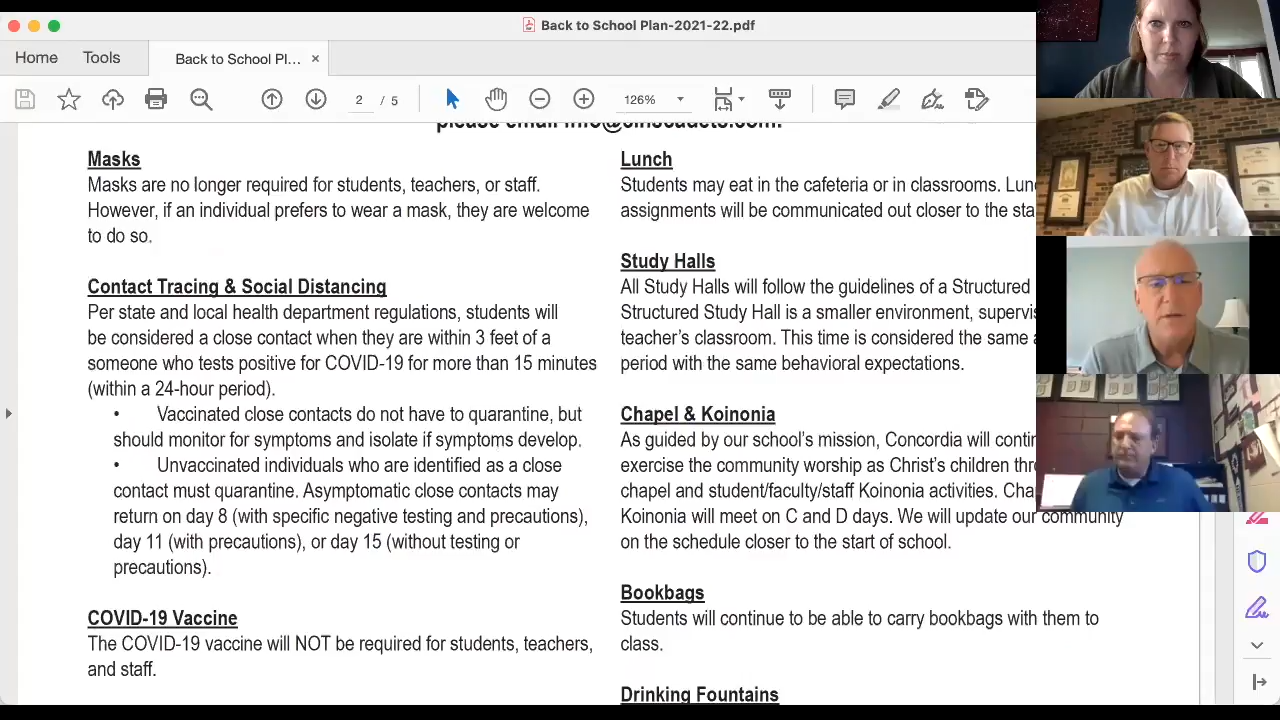 Back to School Plan-2021-22.pdf
Home
Tools
Back to School Pl...
2 / 5
126%
please email info@clhscadets.com.
Masks
Masks are no longer required for students, teachers, or staff.
However, if an individual prefers to wear a mask, they are welcome
to do so.
Contact Tracing & Social Distancing
Per state and local health department regulations, students will
be considered a close contact when they are within 3 feet of a
someone who tests positive for COVID-19 for more than 15 minutes
(within a 24-hour period).
• Vaccinated close contacts do not have to quarantine, but
should monitor for symptoms and isolate if symptoms develop.
• Unvaccinated individuals who are identified as a close
contact must quarantine. Asymptomatic close contacts may
return on day 8 (with specific negative testing and precautions),
day 11 (with precautions), or day 15 (without testing or
precautions).
COVID-19 Vaccine
The COVID-19 vaccine will NOT be required for students, teachers,
and staff.
Lunch
Students may eat in the cafeteria or in classrooms.
assignments will be communicated out closer to the
Study Halls
All Study Halls will follow the guidelines of a Structured
Structured Study Hall is a smaller environment,
teacher's classroom. This time is considered the same
period with the same behavioral expectations.
Chapel & Koinonia
As guided by our school's mission, Concordia will
exercise the community worship as Christ's children
chapel and student/faculty/staff Koinonia activities.
Koinonia will meet on C and D days. We will update our community
on the schedule closer to the start of school.
Bookbags
Students will continue to be able to carry bookbags with them to
class.
Drinking Fountains